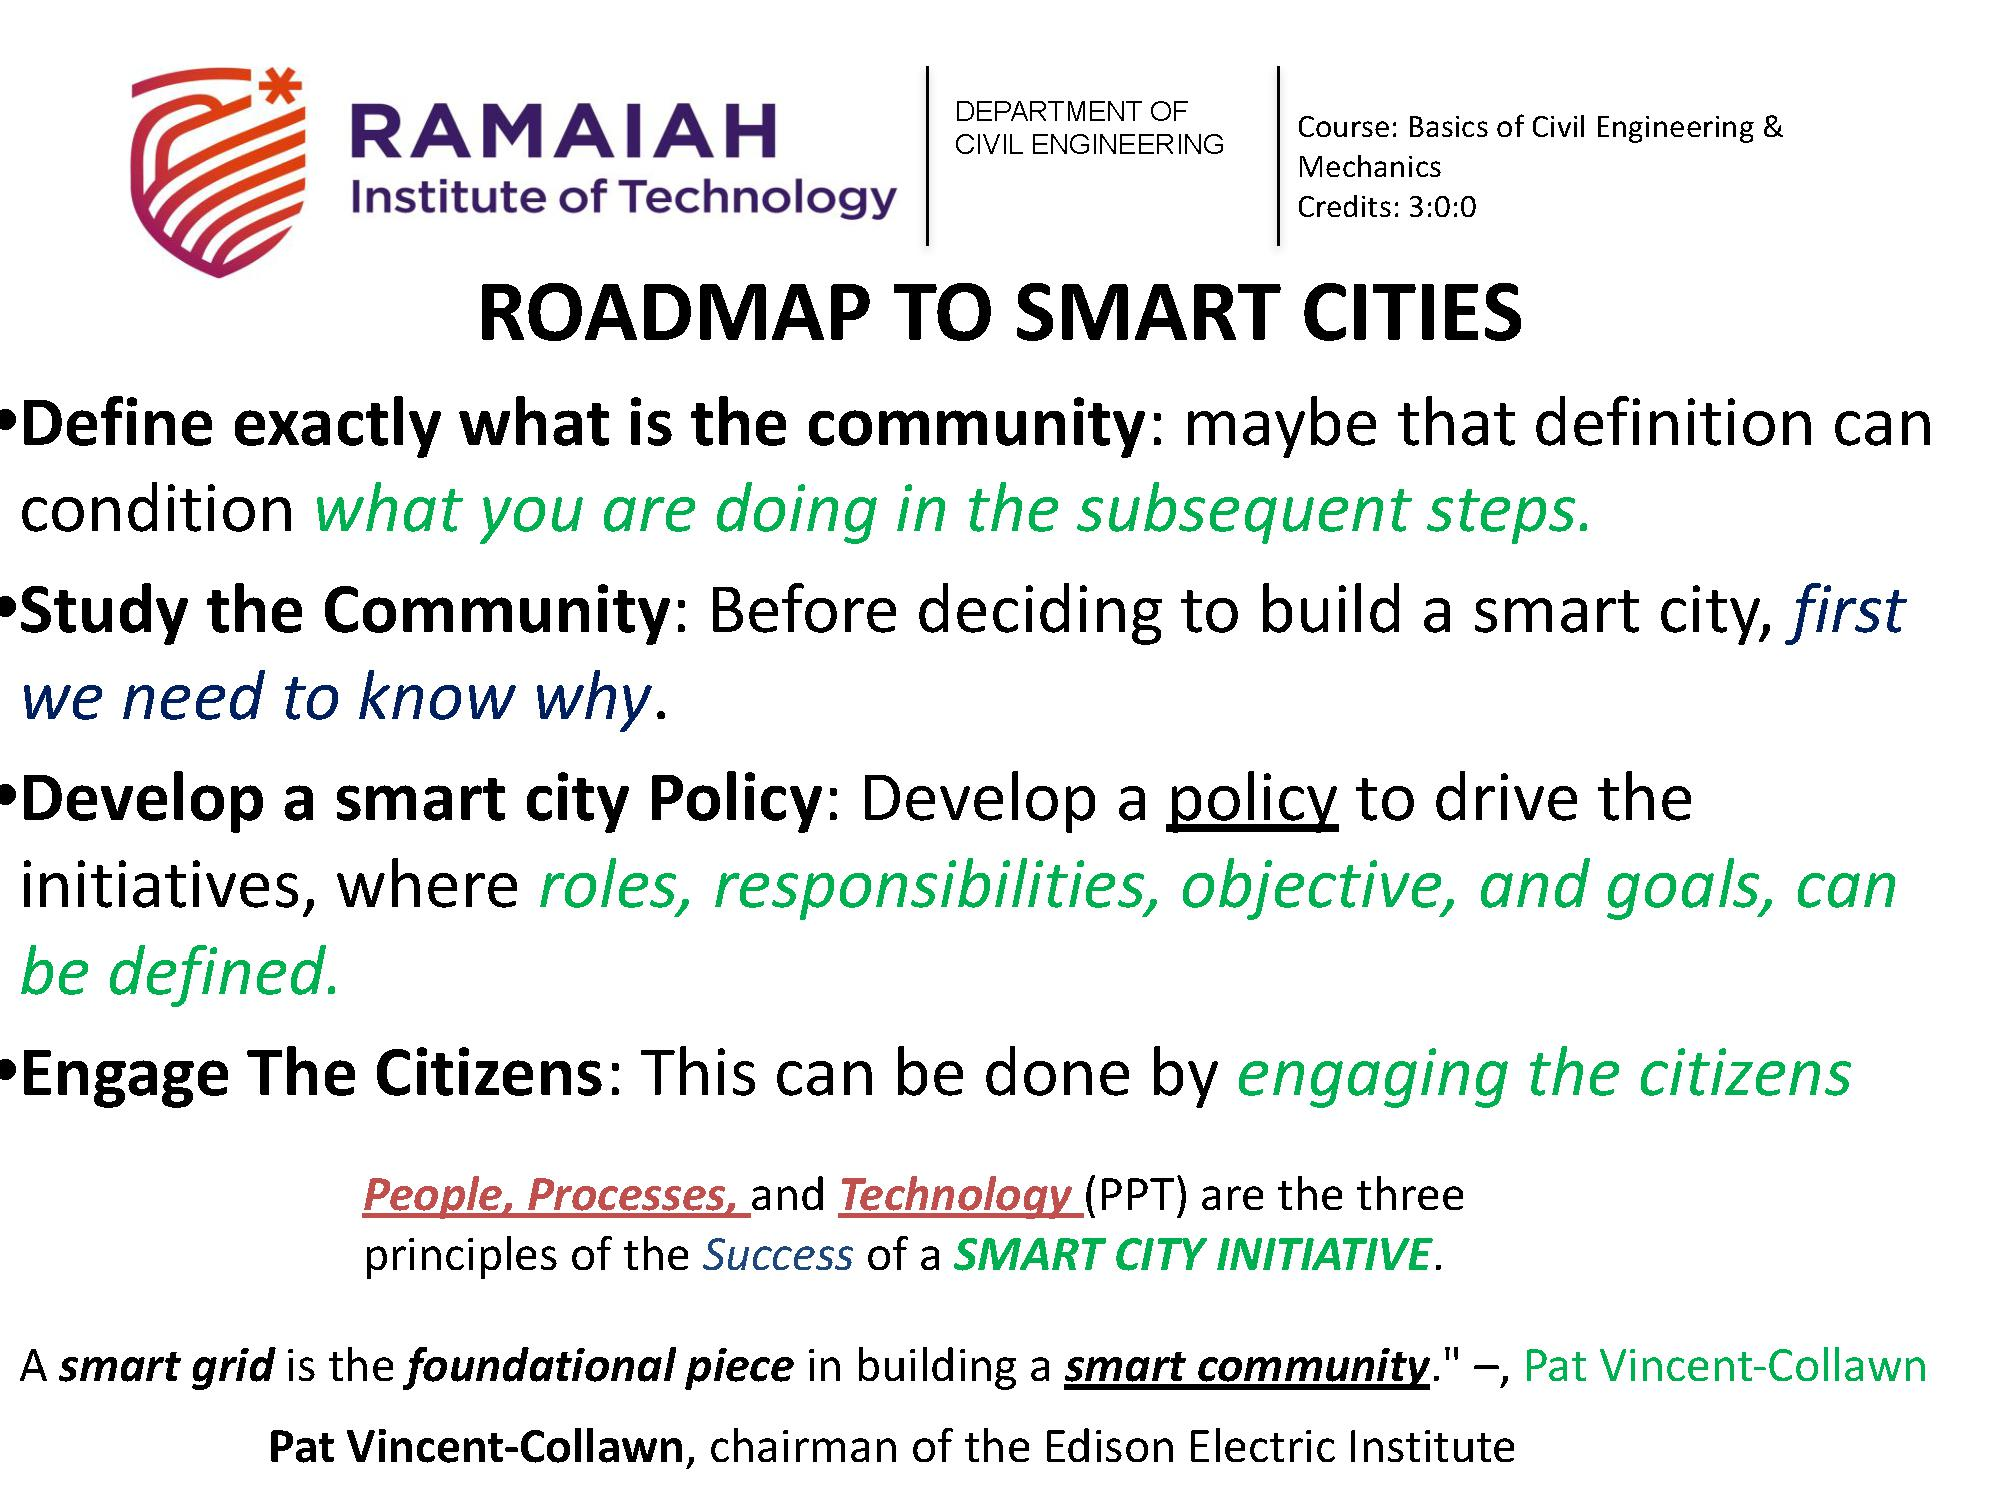 RAMAIAH
Institute of Technology
DEPARTMENT OF
CIVIL ENGINEERING
Course: Basics of Civil Engineering &
Mechanics
Credits: 3:0:0
ROADMAP TO SMART CITIES
•Define exactly what is the community: maybe that definition can
condition what you are doing in the subsequent steps.
•Study the Community: Before deciding to build a smart city, first
we need to know why.
•Develop a smart city Policy: Develop a policy to drive the
initiatives, where roles, responsibilities, objective, and goals, can
be defined.
•Engage The Citizens: This can be done by engaging the citizens
People, Processes, and Technology (PPT) are the three
principles of the Success of a SMART CITY INITIATIVE.
A smart grid is the foundational piece in building a smart community." –, Pat Vincent-Collawn
Pat Vincent-Collawn, chairman of the Edison Electric Institute